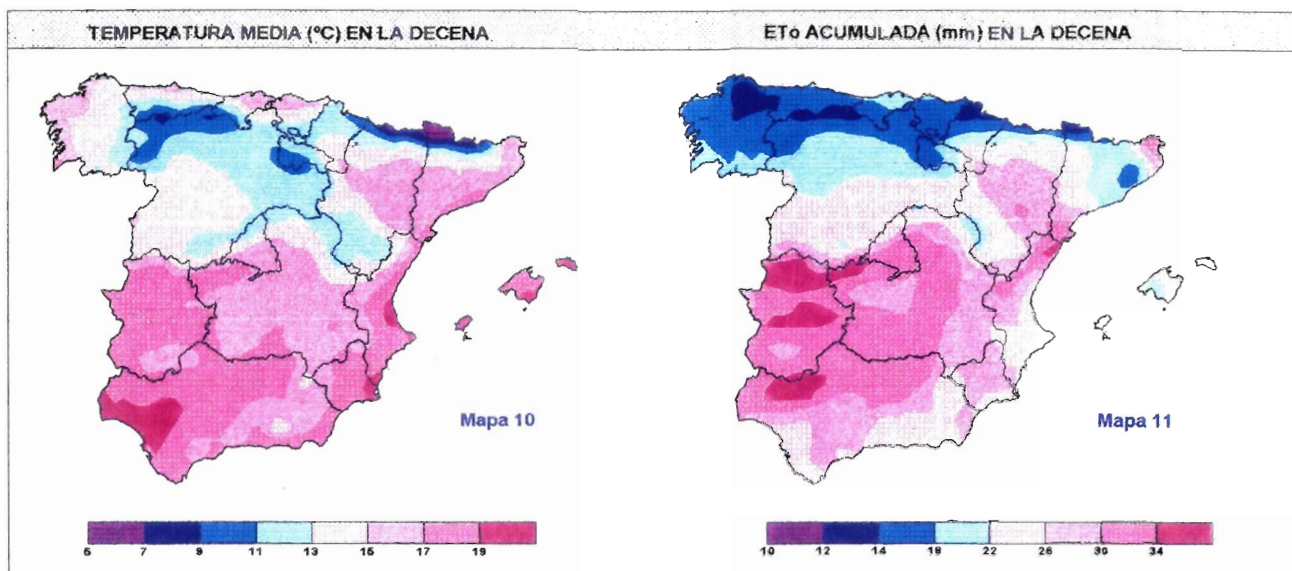 TEMPERATURA MEDIA (ºC) EN LA DECENA
ETo ACUMULADA (mm) EN LA DECENA
Mapa 10
Mapa 11
5 7 9 11 13 15 17 19
10 12 14 18 22 26 30 34